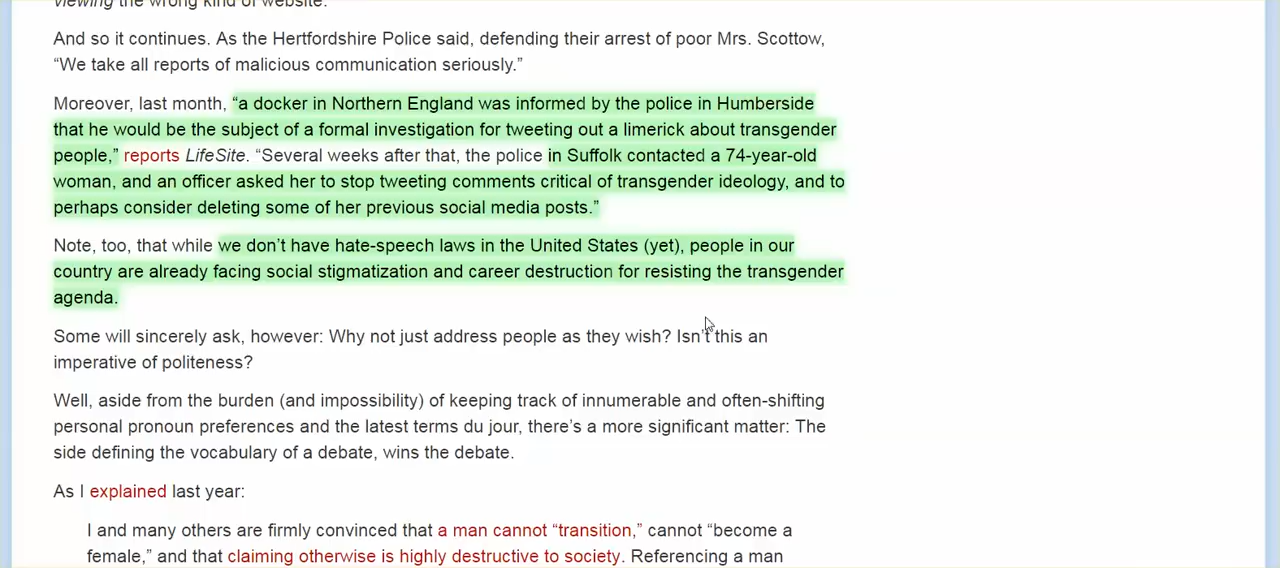 viewing the wrong kind of website.
And so it continues. As the Hertfordshire Police said, defending their arrest of poor Mrs. Scottow,
“We take all reports of malicious communication seriously.”
Moreover, last month, “a docker in Northern England was informed by the police in Humberside
that he would be the subject of a formal investigation for tweeting out a limerick about transgender
people,” reports LifeSite. “Several weeks after that, the police in Suffolk contacted a 74-year-old
woman, and an officer asked her to stop tweeting comments critical of transgender ideology, and to
perhaps consider deleting some of her previous social media posts.”
Note, too, that while we don’t have hate-speech laws in the United States (yet), people in our
country are already facing social stigmatization and career destruction for resisting the transgender
agenda.
Some will sincerely ask, however: Why not just address people as they wish? Isn’t this an
imperative of politeness?
Well, aside from the burden (and impossibility) of keeping track of innumerable and often-shifting
personal pronoun preferences and the latest terms du jour, there’s a more significant matter: The
side defining the vocabulary of a debate, wins the debate.
As I explained last year:
I and many others are firmly convinced that a man cannot “transition,” cannot “become a
female,” and that claiming otherwise is highly destructive to society. Referencing a man